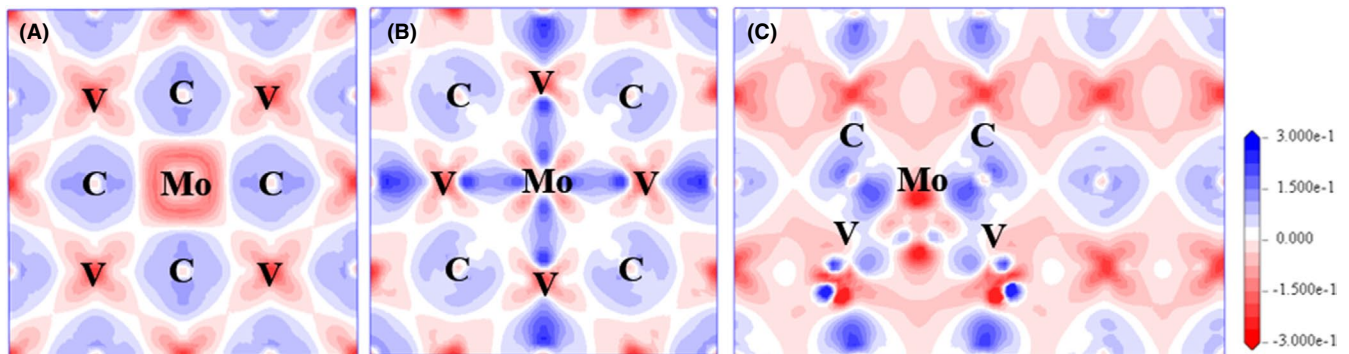 (A)
V C V
C Mo C
V C V
(B)
C V C
V Mo V
C V C
(C)
C C
Mo
V V
3.000e-1
1.500e-1
0.000
-1.500e-1
-3.000e-1